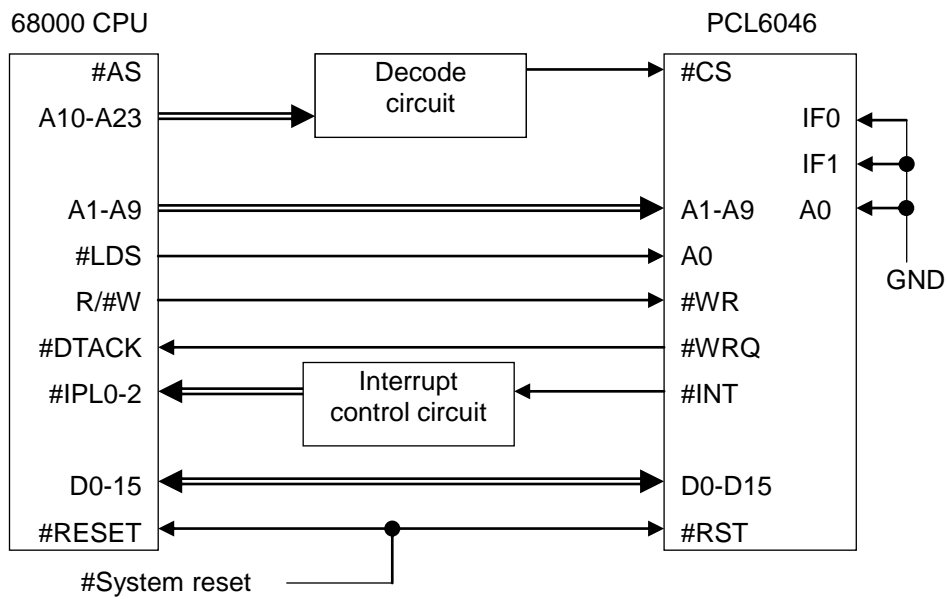 68000 CPU PCL6046
#AS Decode circuit #CS
A10-A23 IF0
IF1
A1-A9 A1-A9 A0
#LDS A0
GND
R/#W #WR
#DTACK #WRQ
#IPL0-2 Interrupt control circuit #INT
D0-15 D0-D15
#RESET #RST
#System reset